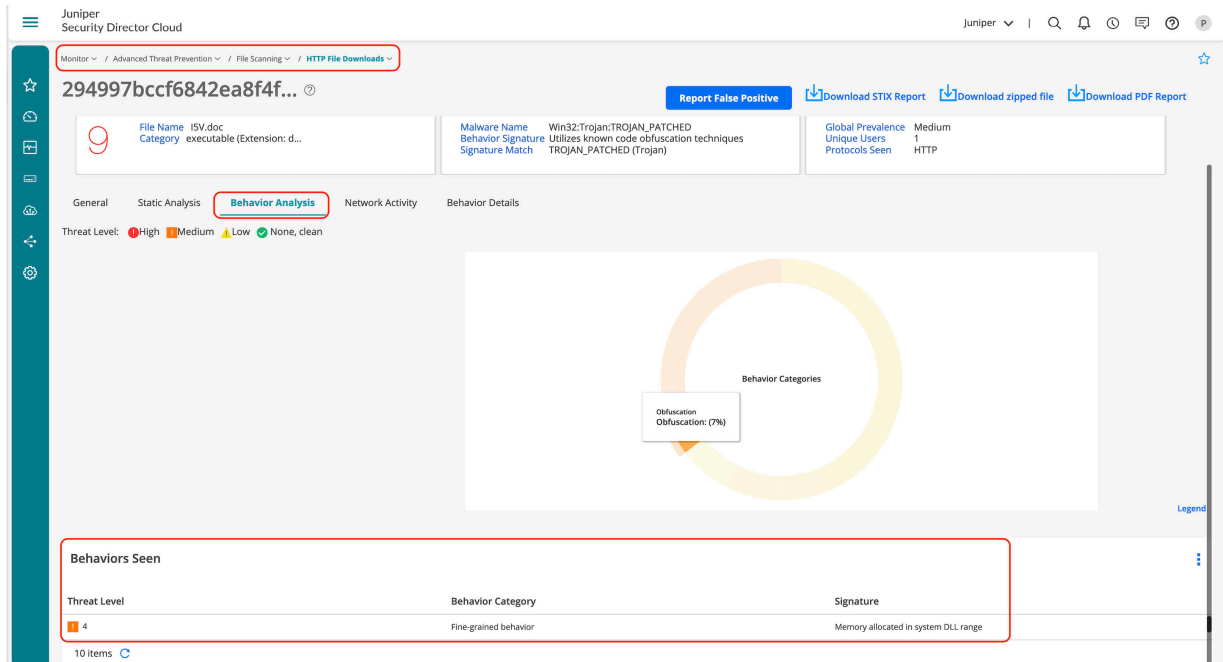 Juniper
Security Director Cloud
Juniper
P
Monitor / Advanced Threat Prevention / File Scanning / HTTP File Downloads
294997bccf6842ea8f4f... ?
Report False Positive
Download STIX Report
Download zipped file
Download PDF Report
9
File Name I5V.doc
Category executable (Extension: d...
Malware Name Win32:Trojan:TROJAN_PATCHED
Behavior Signature Utilizes known code obfuscation techniques
Signature Match TROJAN_PATCHED (Trojan)
Global Prevalence Medium
Unique Users 1
Protocols Seen HTTP
General Static Analysis Behavior Analysis Network Activity Behavior Details
Threat Level: High Medium Low None, clean
Behavior Categories
Obfuscation
Obfuscation: (7%)
Legend
Behaviors Seen
Threat Level Behavior Category Signature
4 Fine-grained behavior Memory allocated in system DLL range
10 items